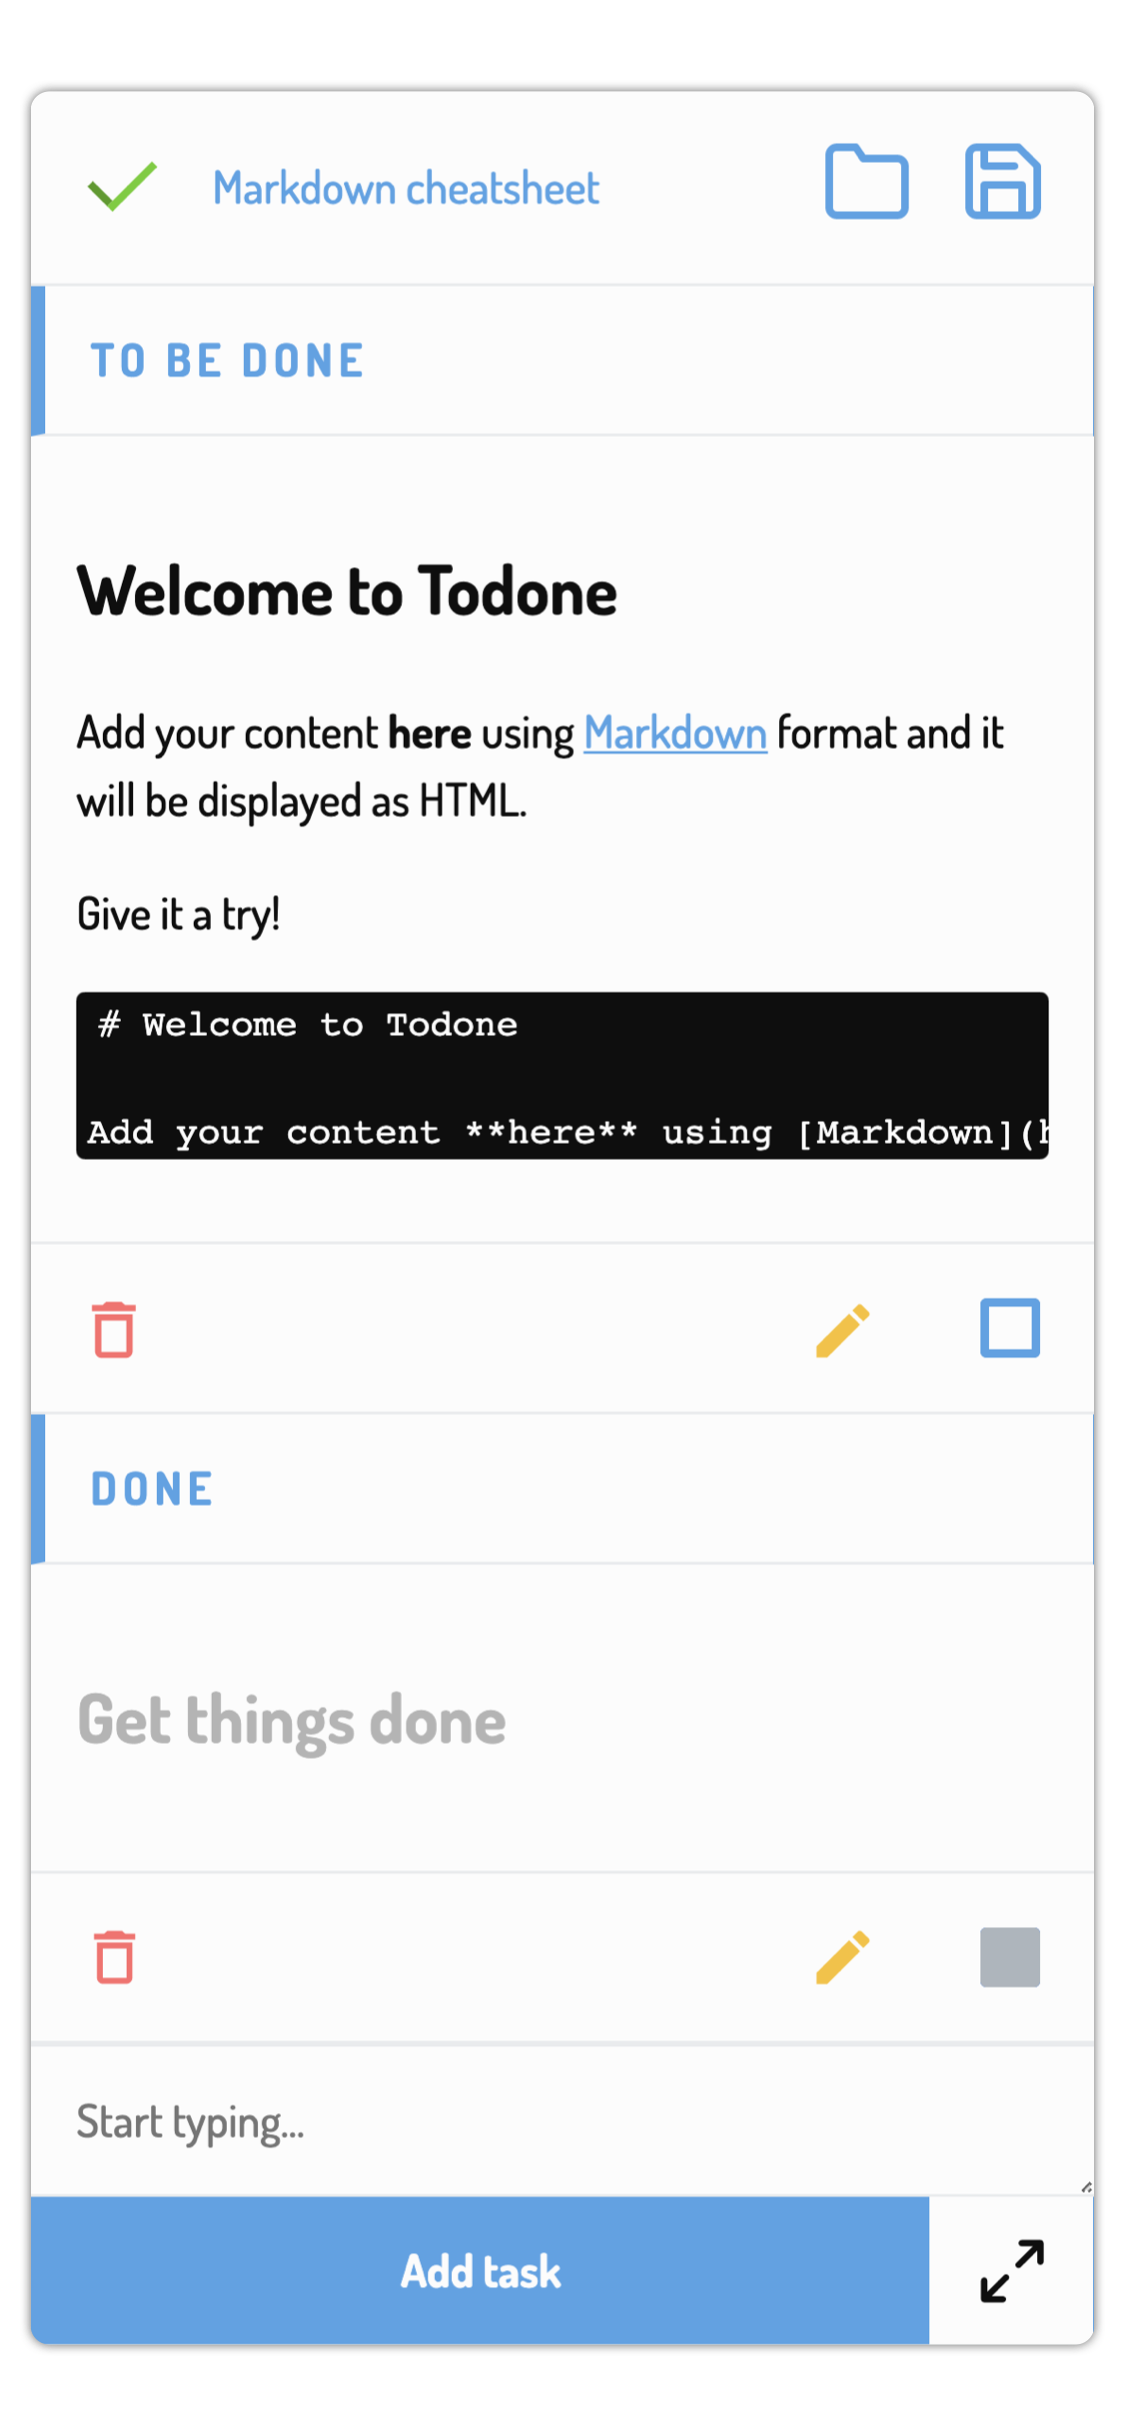 Markdown cheatsheet
TO BE DONE
Welcome to Todone
Add your content here using Markdown format and it
will be displayed as HTML.
Give it a try!
# Welcome to Todone
Add your content **here** using [Markdown](h
DONE
Get things done
Start typing...
Add task